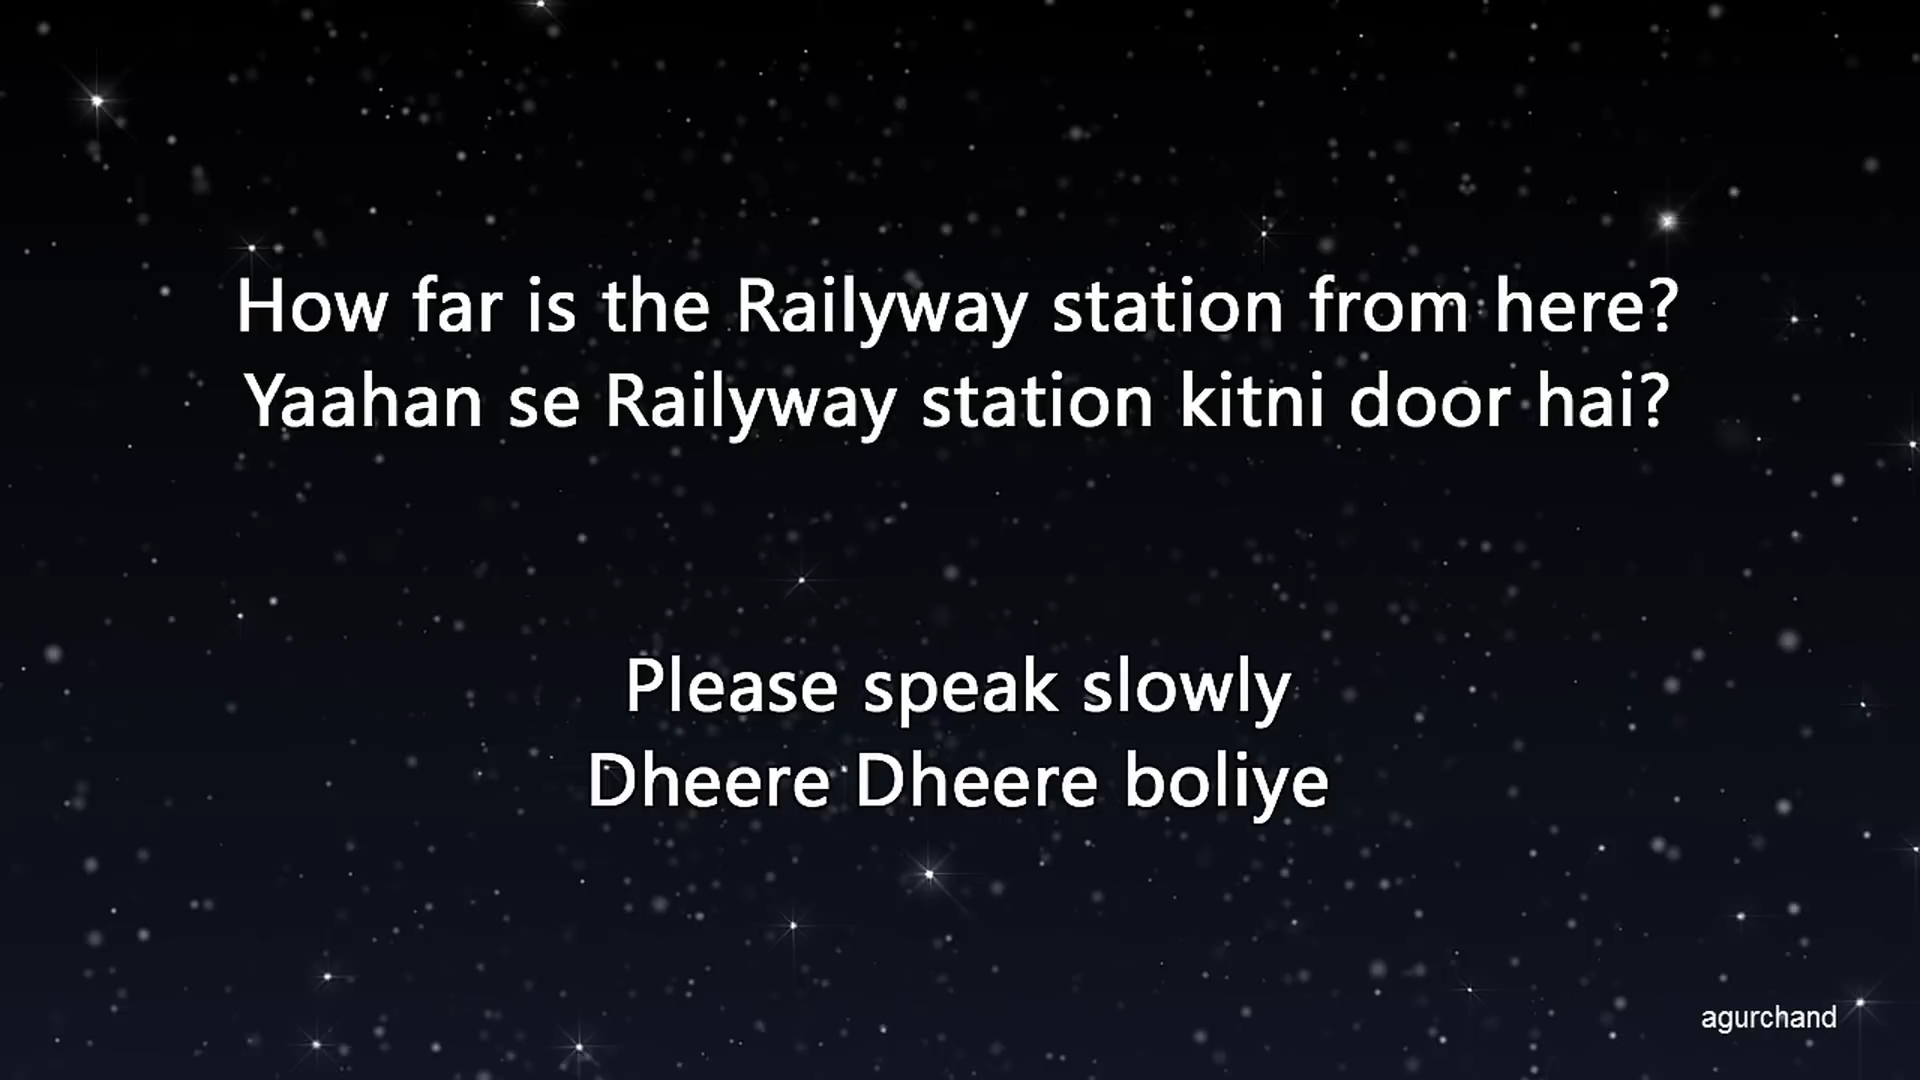 How far is the Railyway station from here?
Yaahan se Railyway station kitni door hai?
Please speak slowly
Dheere Dheere boliye
agurchand